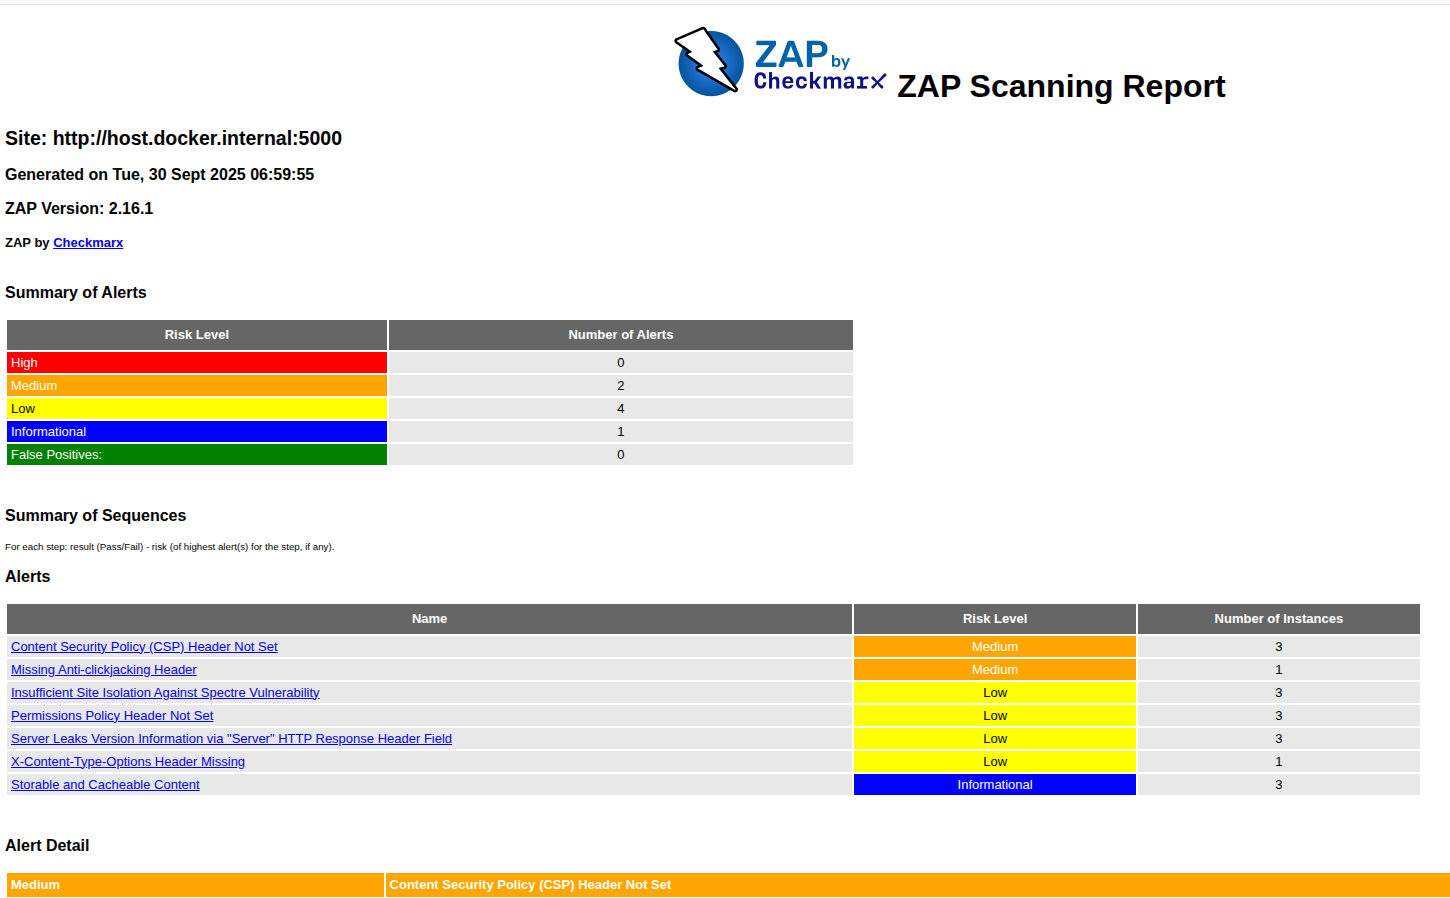 ZAP by
Checkmarx ZAP Scanning Report
Site: http://host.docker.internal:5000
Generated on Tue, 30 Sept 2025 06:59:55
ZAP Version: 2.16.1
ZAP by Checkmarx
Summary of Alerts
Risk Level Number of Alerts
High 0
Medium 2
Low 4
Informational 1
False Positives: 0
Summary of Sequences
For each step: result (Pass/Fail) - risk (of highest alert(s) for the step, if any).
Alerts
Name Risk Level Number of Instances
Content Security Policy (CSP) Header Not Set Medium 3
Missing Anti-clickjacking Header Medium 1
Insufficient Site Isolation Against Spectre Vulnerability Low 3
Permissions Policy Header Not Set Low 3
Server Leaks Version Information via "Server" HTTP Response Header Field Low 3
X-Content-Type-Options Header Missing Low 1
Storable and Cacheable Content Informational 3
Alert Detail
Medium Content Security Policy (CSP) Header Not Set